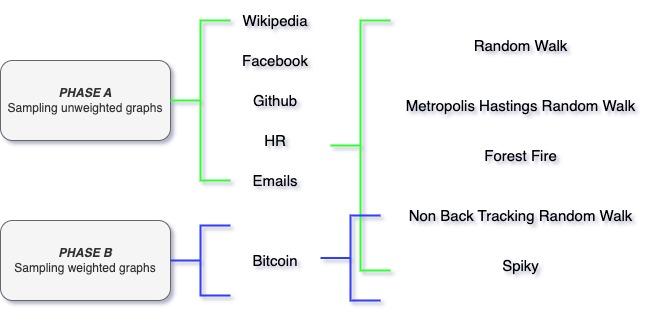 PHASE A
Sampling unweighted graphs
Wikipedia
Facebook
Github
HR
Emails
PHASE B
Sampling weighted graphs
Bitcoin
Random Walk
Metropolis Hastings Random Walk
Forest Fire
Non Back Tracking Random Walk
Spiky